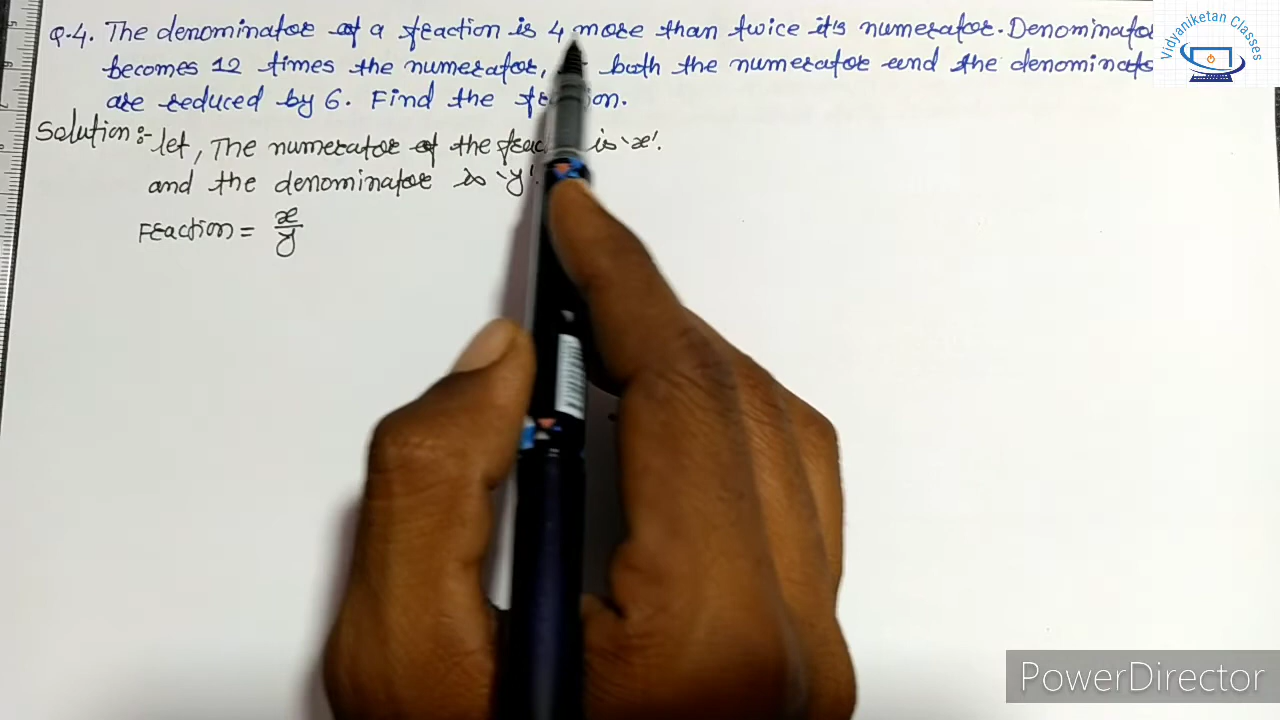 Q.4. The denominator of a fraction is 4 more than twice it's numerator. Denominator
becomes 12 times the numerator, both the numerator and the denominator
are reduced by 6. Find the fraction.
Solution:- let, The numerator of the is 'x'.
and the denominator is 'y'.
Fraction = x/y
Vidyaniketan Classes
PowerDirector